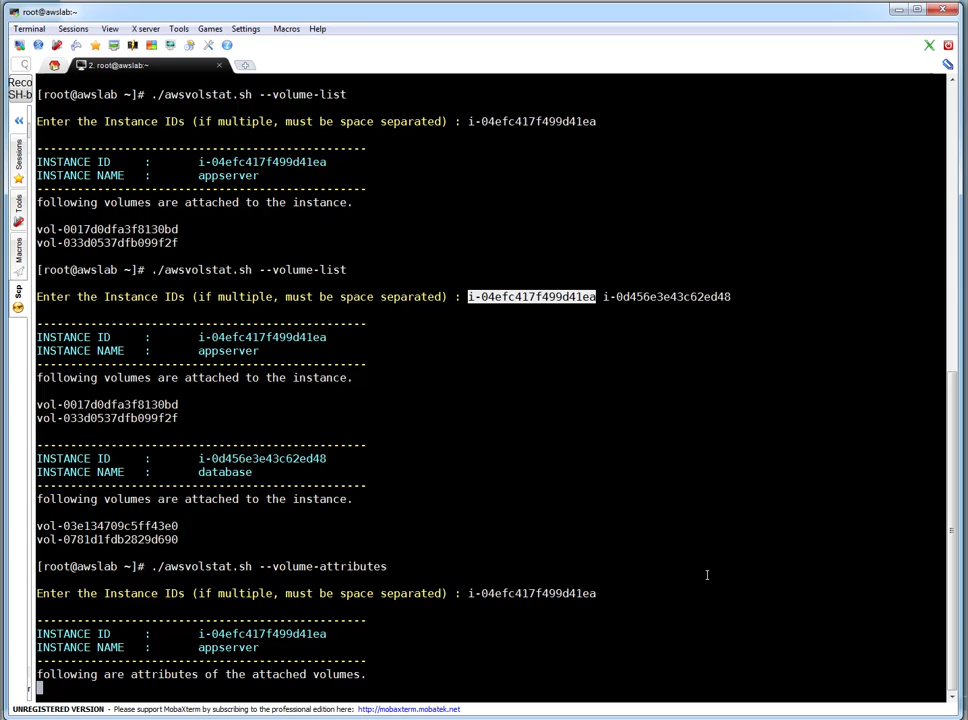 root@awslab:~
Terminal Sessions View X server Tools Games Settings Macros Help
2. root@awslab:~
Reco
SH-b
Sessions
Tools
Macros
Scp
[root@awslab ~]# ./awsvolstat.sh --volume-list
Enter the Instance IDs (if multiple, must be space separated) : i-04efc417f499d41ea
-------------------------------------------------
INSTANCE ID : i-04efc417f499d41ea
INSTANCE NAME : appserver
-------------------------------------------------
following volumes are attached to the instance.
vol-0017d0dfa3f8130bd
vol-033d0537dfb099f2f
[root@awslab ~]# ./awsvolstat.sh --volume-list
Enter the Instance IDs (if multiple, must be space separated) : i-04efc417f499d41ea i-0d456e3e43c62ed48
-------------------------------------------------
INSTANCE ID : i-04efc417f499d41ea
INSTANCE NAME : appserver
-------------------------------------------------
following volumes are attached to the instance.
vol-0017d0dfa3f8130bd
vol-033d0537dfb099f2f
-------------------------------------------------
INSTANCE ID : i-0d456e3e43c62ed48
INSTANCE NAME : database
-------------------------------------------------
following volumes are attached to the instance.
vol-03e134709c5ff43e0
vol-0781d1fdb2829d690
[root@awslab ~]# ./awsvolstat.sh --volume-attributes
Enter the Instance IDs (if multiple, must be space separated) : i-04efc417f499d41ea
-------------------------------------------------
INSTANCE ID : i-04efc417f499d41ea
INSTANCE NAME : appserver
-------------------------------------------------
following are attributes of the attached volumes.
UNREGISTERED VERSION - Please support MobaXterm by subscribing to the professional edition here: http://mobaxterm.mobatek.net